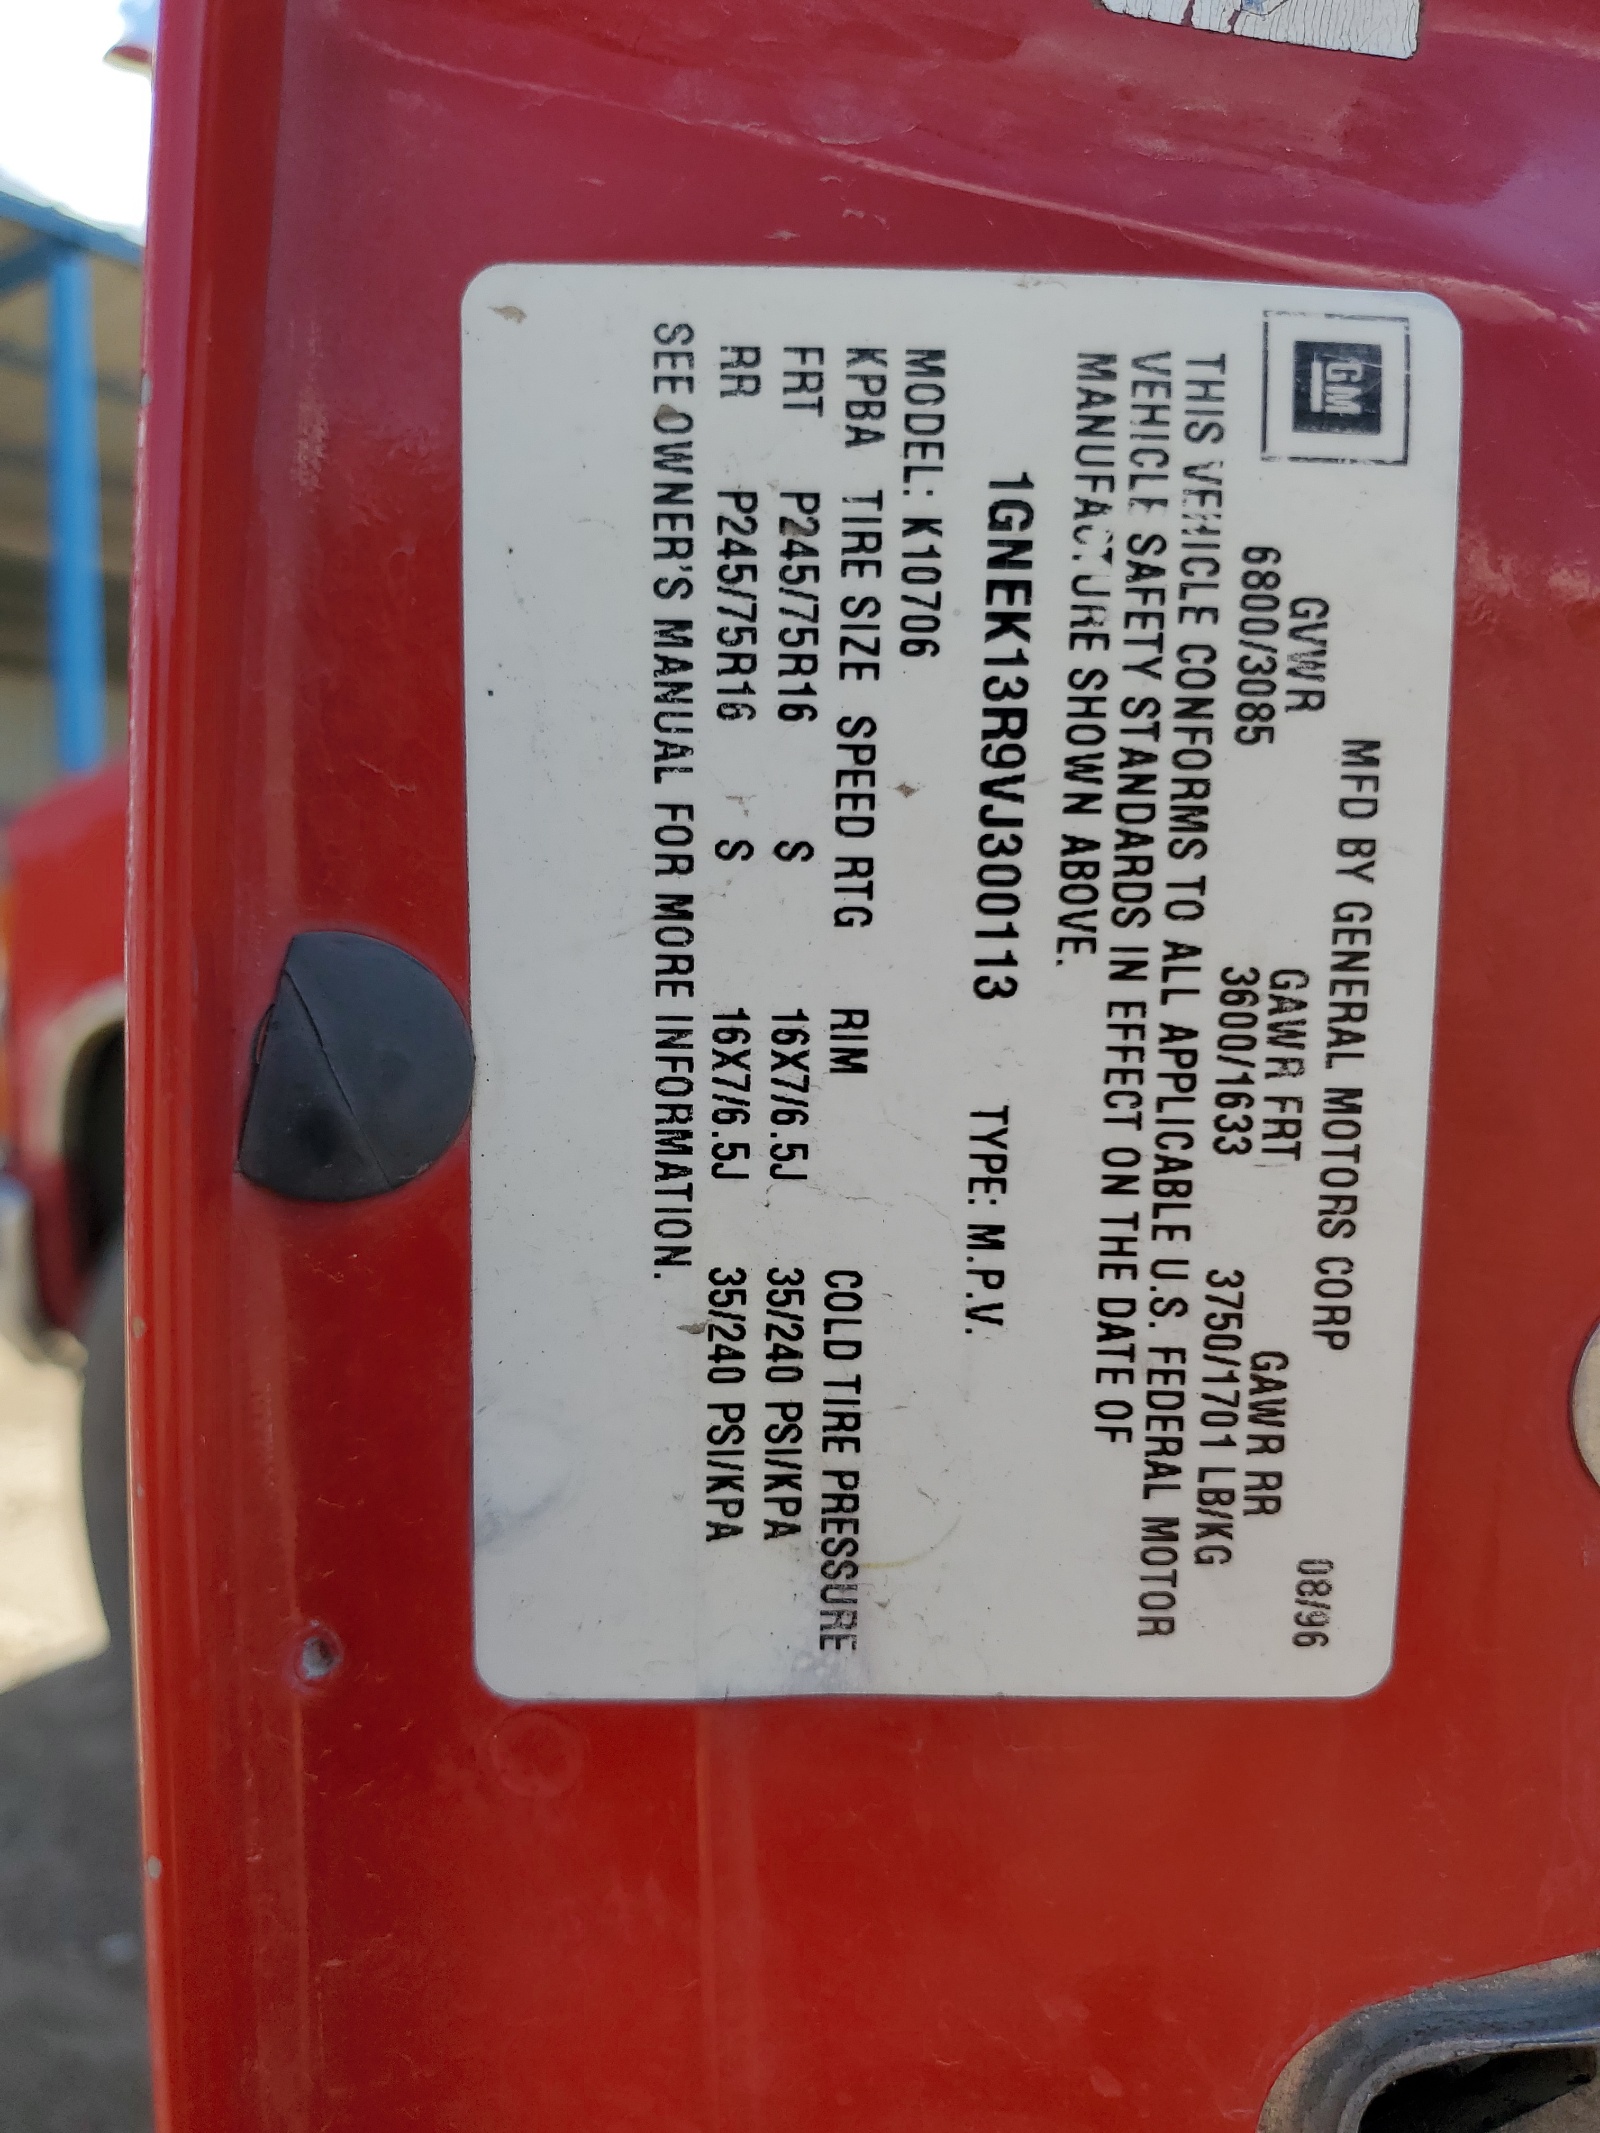 GM
MFD BY GENERAL MOTORS CORP 08/96
GVWR GAWR FRT GAWR RR
6800/3085 3600/1633 3750/1701 LB/KG
THIS VEHICLE CONFORMS TO ALL APPLICABLE U.S. FEDERAL MOTOR
VEHICLE SAFETY STANDARDS IN EFFECT ON THE DATE OF
MANUFACTURE SHOWN ABOVE.
1GNEK13R9VJ300113 TYPE: M.P.V.
MODEL: K10706
KPBA TIRE SIZE SPEED RTG RIM COLD TIRE PRESSURE
FRT P245/75R16 S 16X7/6.5J 35/240 PSI/KPA
RR P245/75R16 S 16X7/6.5J 35/240 PSI/KPA
SEE OWNER'S MANUAL FOR MORE INFORMATION.